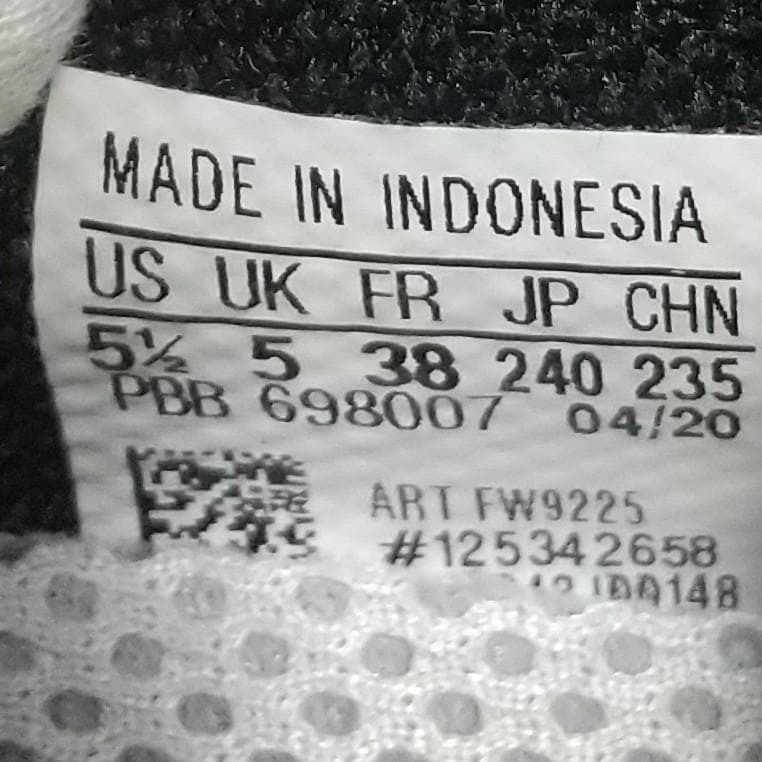 MADE IN INDONESIA
US UK FR JP CHN
5½ 5 38 240 235
PBB 698007 04/20
ART FW9225
#125342658